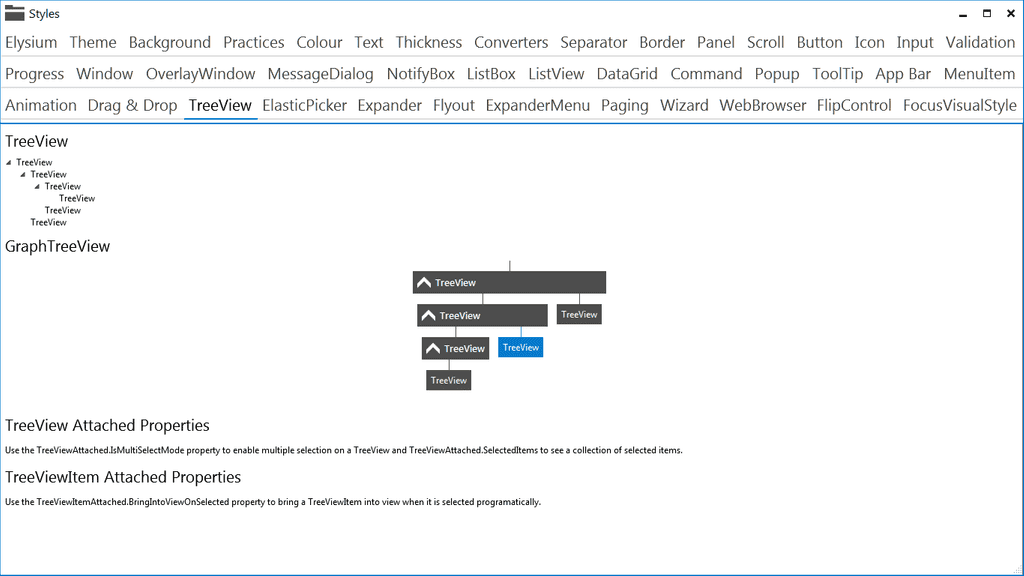 Styles
Elysium Theme Background Practices Colour Text Thickness Converters Separator Border Panel Scroll Button Icon Input Validation
Progress Window OverlayWindow MessageDialog NotifyBox ListBox ListView DataGrid Command Popup ToolTip App Bar MenuItem
Animation Drag & Drop TreeView ElasticPicker Expander Flyout ExpanderMenu Paging Wizard WebBrowser FlipControl FocusVisualStyle
TreeView
TreeView
TreeView
TreeView
TreeView
TreeView
TreeView
GraphTreeView
TreeView
TreeView TreeView
TreeView TreeView
TreeView
TreeView Attached Properties
Use the TreeViewAttached.IsMultiSelectMode property to enable multiple selection on a TreeView and TreeViewAttached.SelectedItems to see a collection of selected items.
TreeViewItem Attached Properties
Use the TreeViewItemAttached.BringIntoViewOnSelected property to bring a TreeViewItem into view when it is selected programatically.